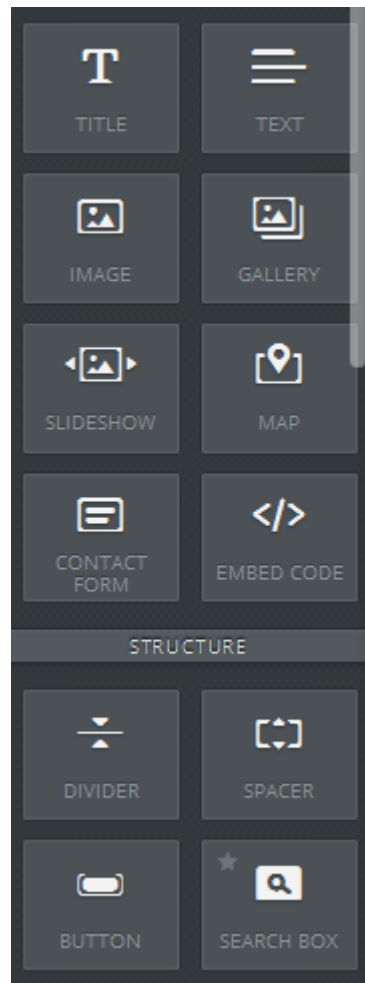 TITLE
TEXT
IMAGE
GALLERY
SLIDESHOW
MAP
CONTACT
FORM
EMBED CODE
STRUCTURE
DIVIDER
SPACER
BUTTON
SEARCH BOX